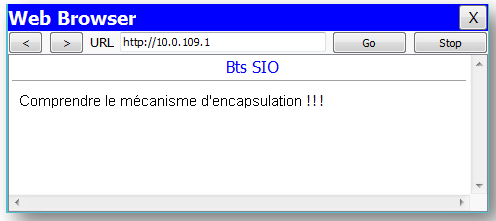 Web Browser X
< > URL http://10.0.109.1 Go Stop
Bts SIO
Comprendre le mécanisme d'encapsulation !!!